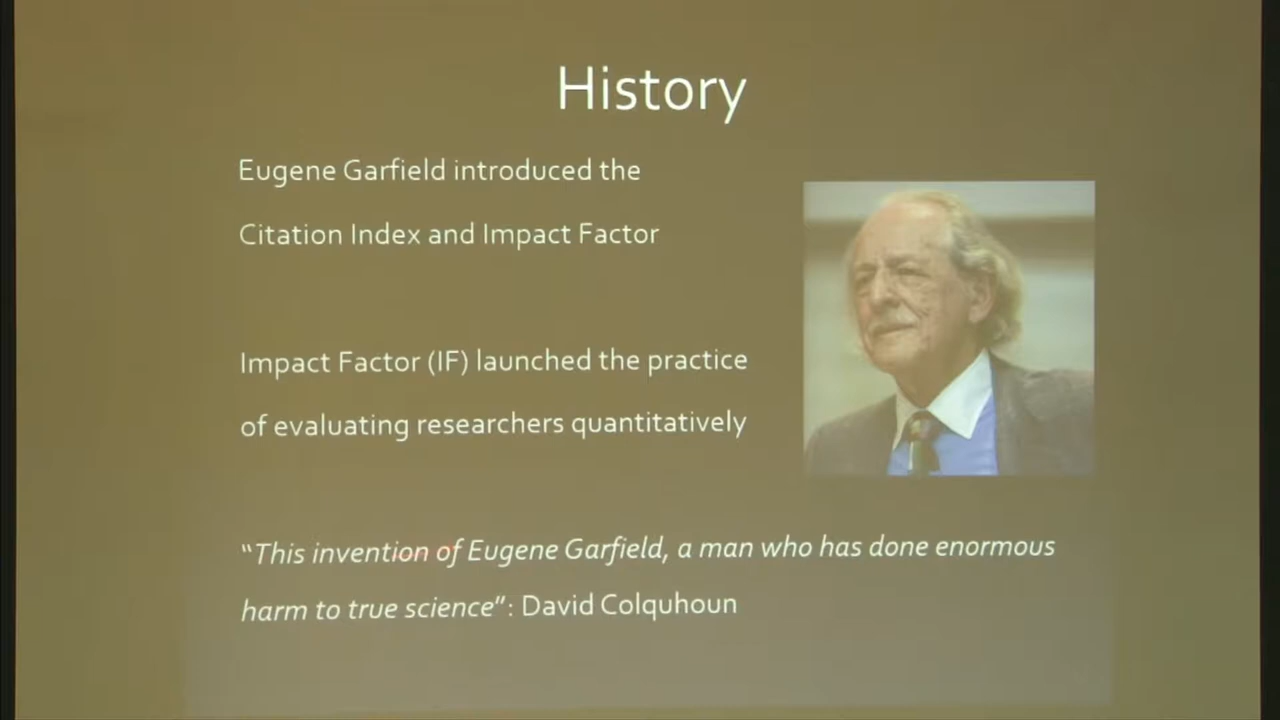 History
Eugene Garfield introduced the
Citation Index and Impact Factor
Impact Factor (IF) launched the practice
of evaluating researchers quantitatively
“This invention of Eugene Garfield, a man who has done enormous
harm to true science”: David Colquhoun